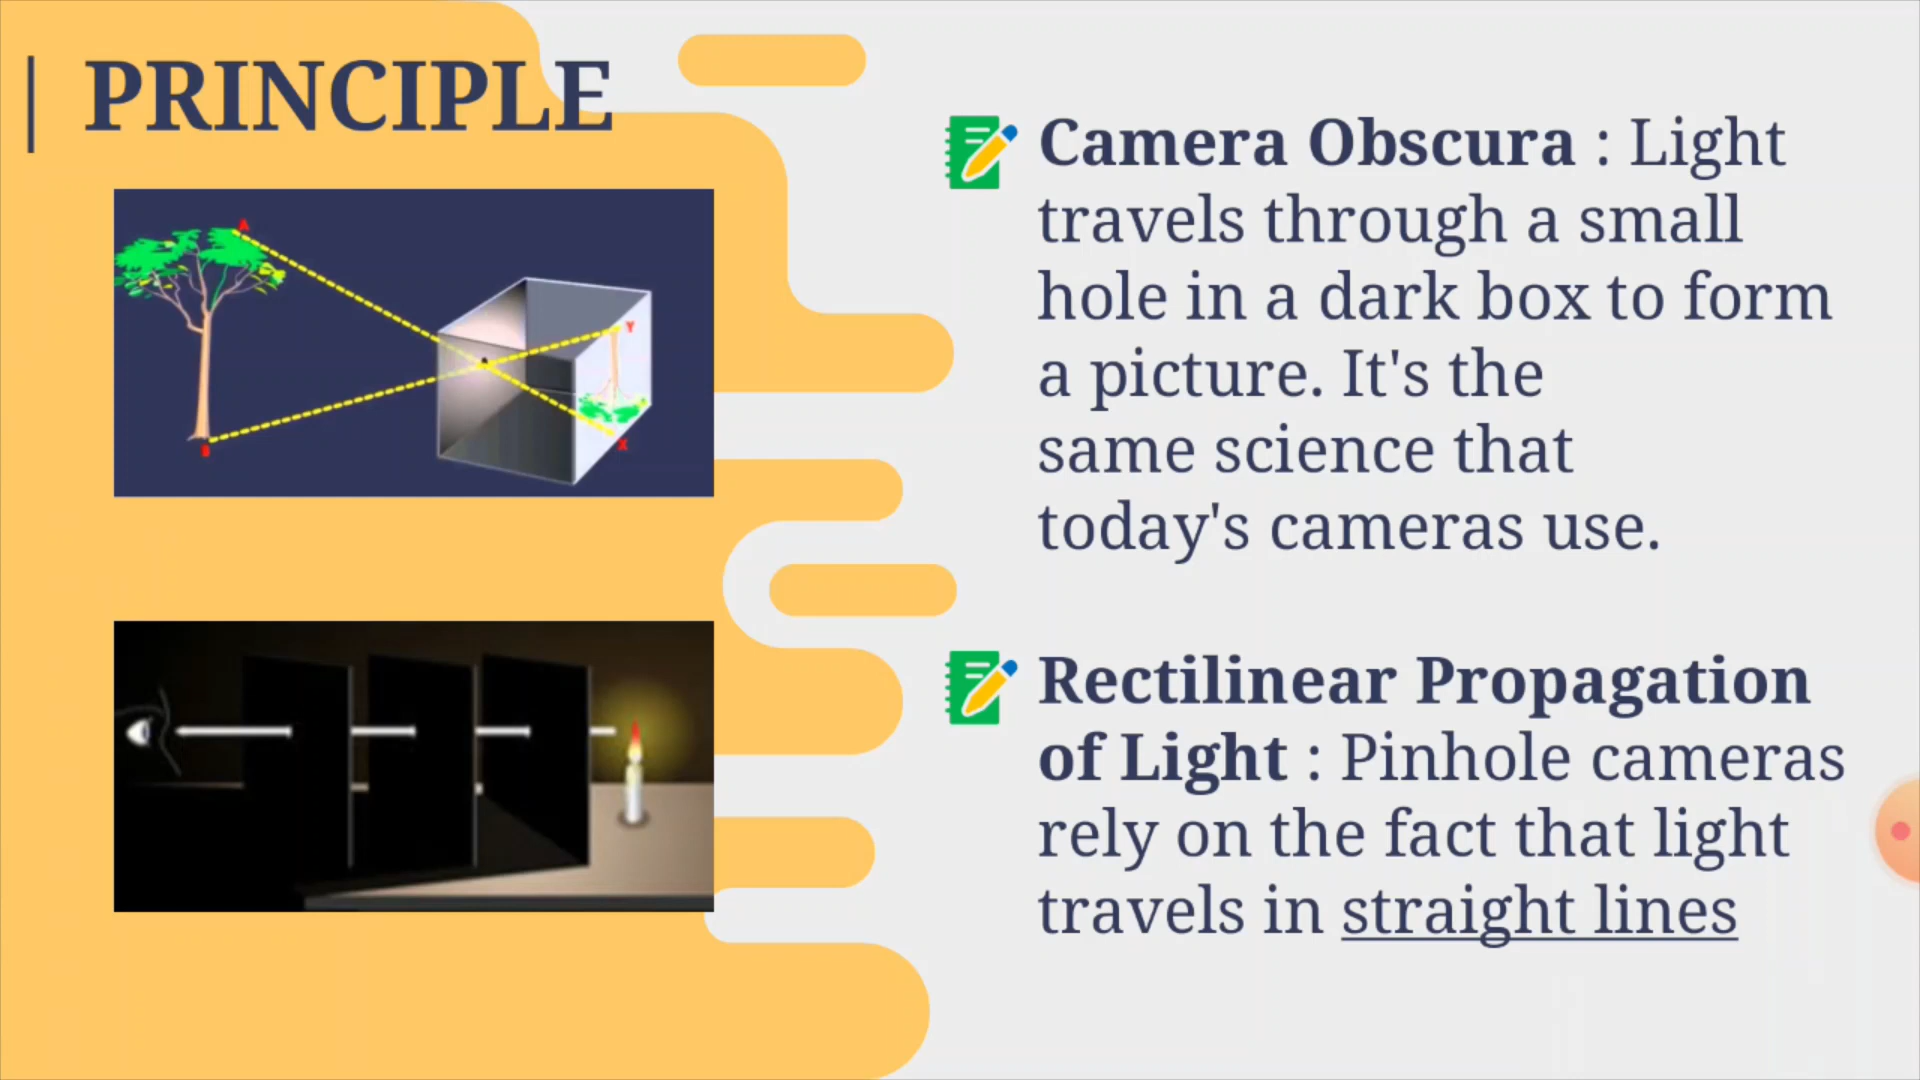 PRINCIPLE
A
B
Y
X
Camera Obscura : Light
travels through a small
hole in a dark box to form
a picture. It's the
same science that
today's cameras use.
Rectilinear Propagation
of Light : Pinhole cameras
rely on the fact that light
travels in straight lines